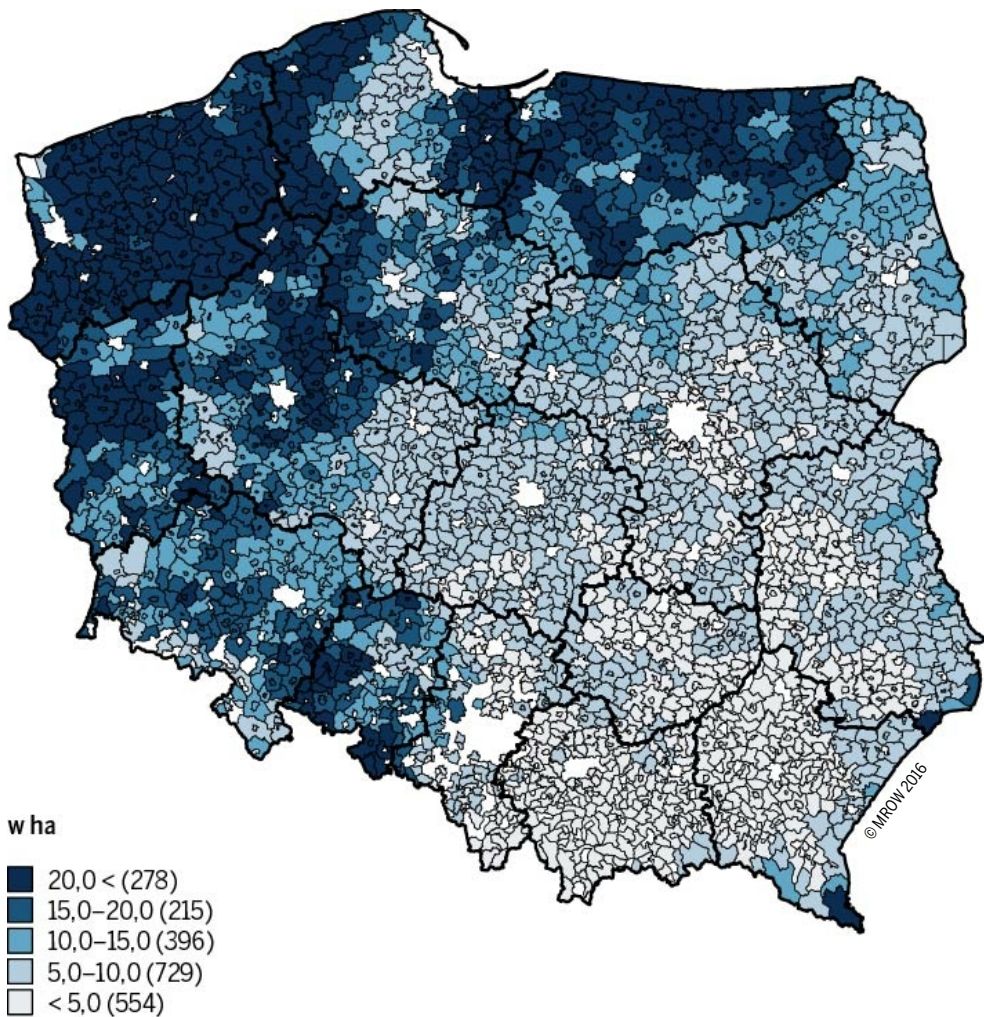 © MROW 2016
w ha
20,0 < (278)
15,0–20,0 (215)
10,0–15,0 (396)
5,0–10,0 (729)
< 5,0 (554)